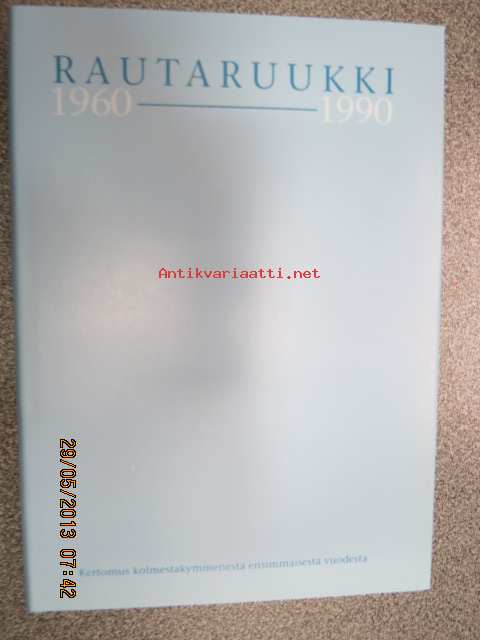 RAUTARUUKKI
1960 — 1990
Antikvariaatti.net
Kertomus kolmestakymmenestä ensimmäisestä vuodesta
29/05/2013 07:42